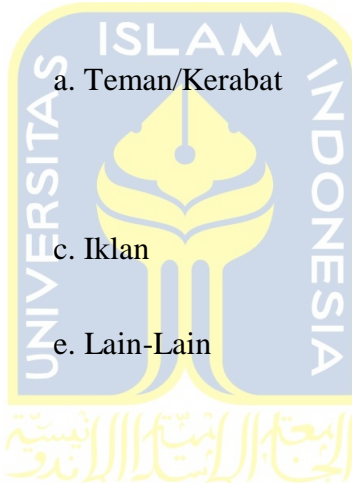 ISLAM
UNIVERSITAS
INDONESIA
a. Teman/Kerabat
c. Iklan
e. Lain-Lain